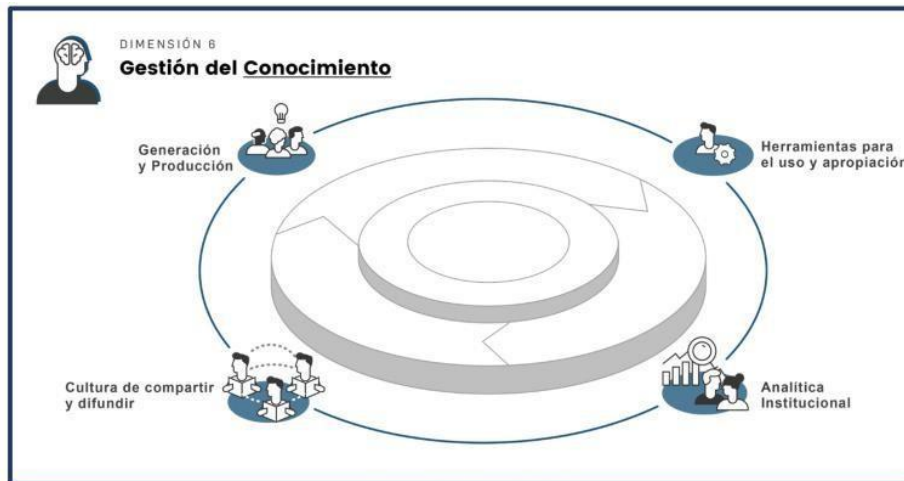 DIMENSIÓN 6
Gestión del Conocimiento
Generación
y Producción
Herramientas para
el uso y apropiación
Cultura de compartir
y difundir
Analítica
Institucional